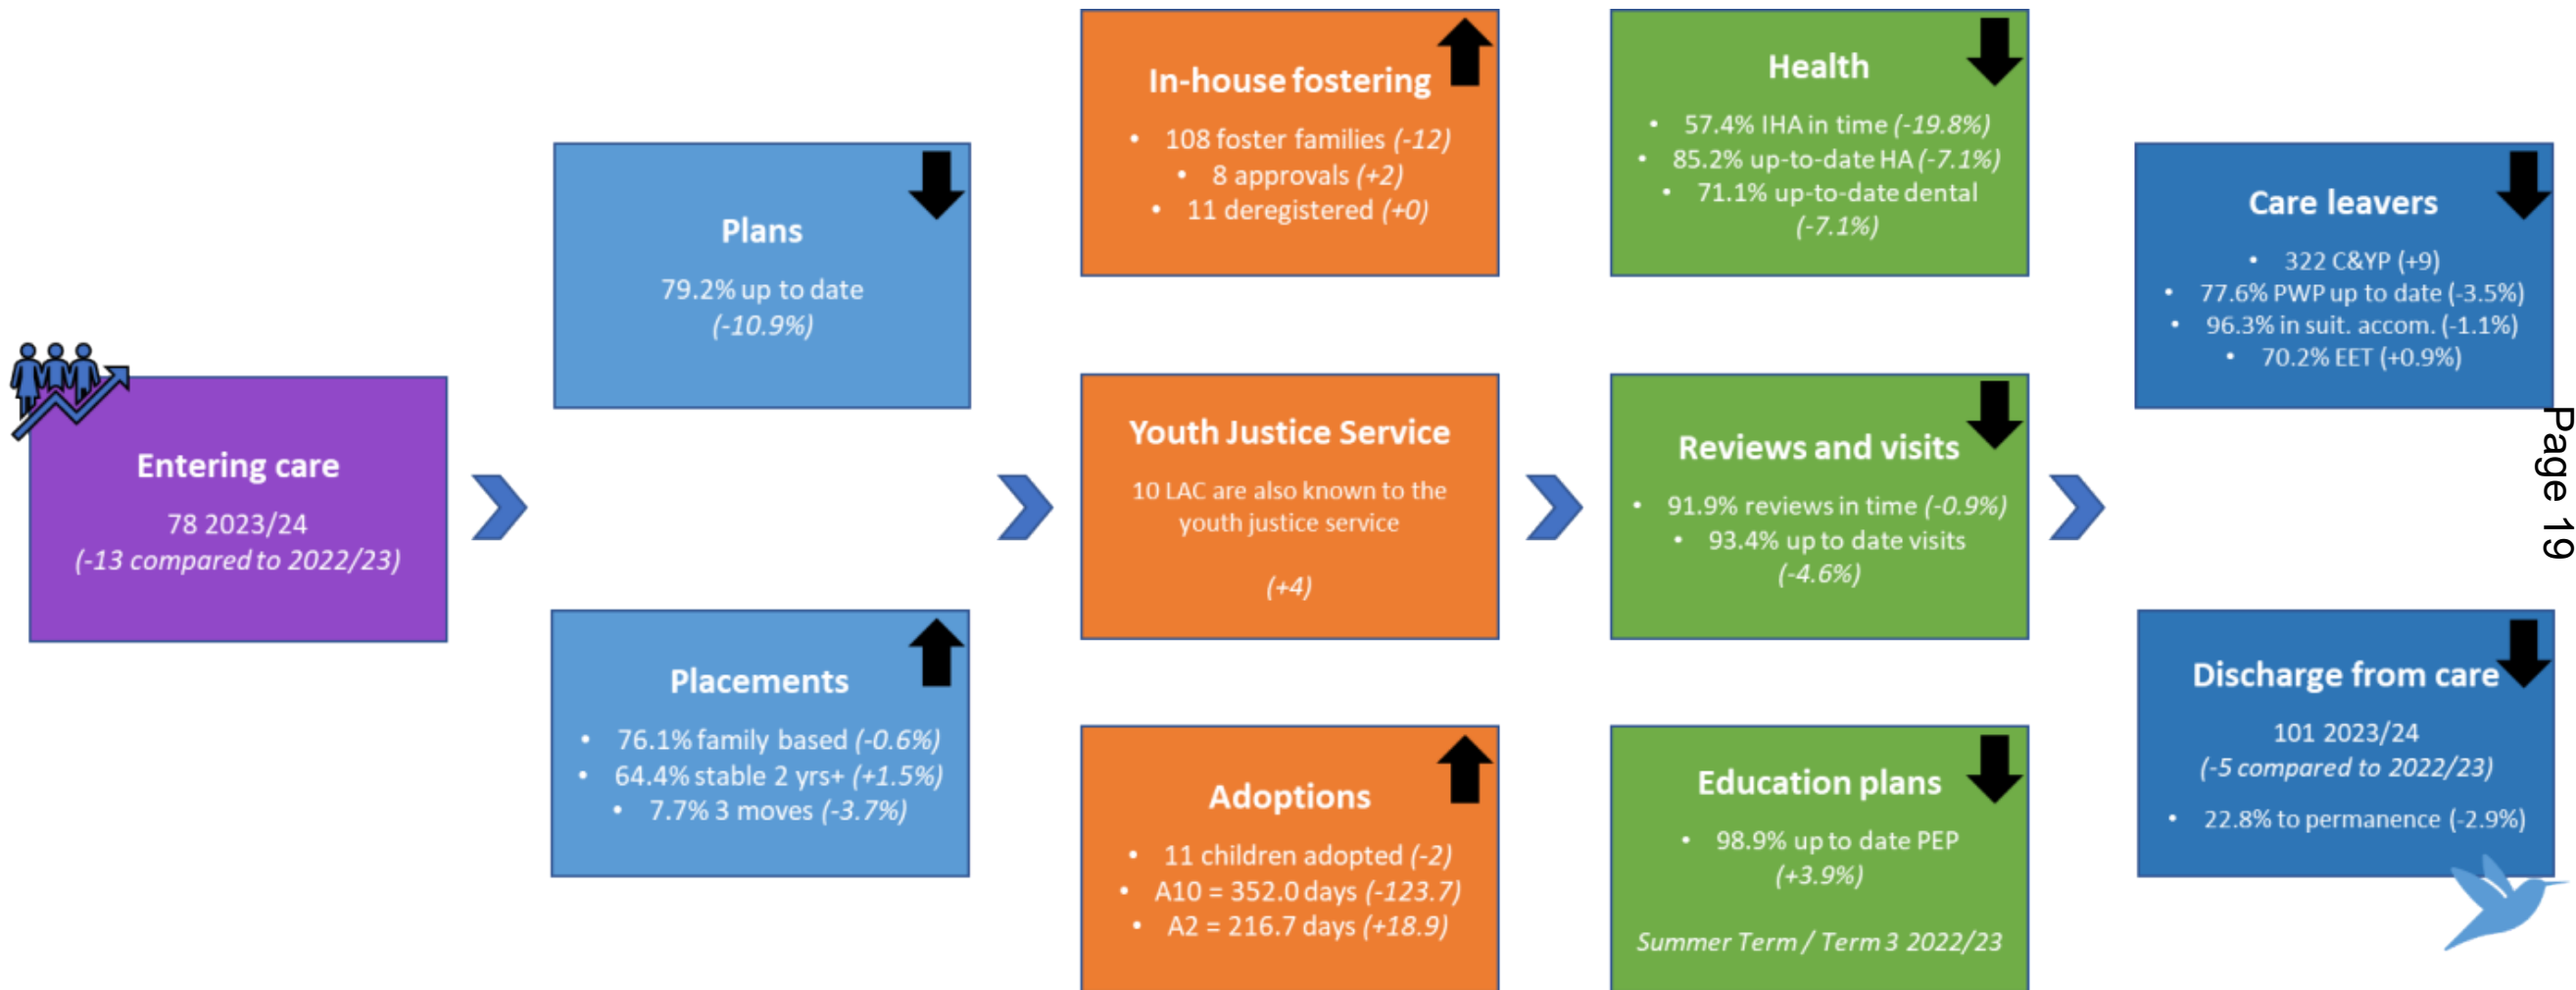 Entering care
78 2023/24
(-13 compared to 2022/23)
Plans
79.2% up to date
(-10.9%)
Placements
• 76.1% family based (-0.6%)
• 64.4% stable 2 yrs+ (+1.5%)
• 7.7% 3 moves (-3.7%)
In-house fostering
• 108 foster families (-12)
• 8 approvals (+2)
• 11 deregistered (+0)
Youth Justice Service
10 LAC are also known to the
youth justice service
(+4)
Adoptions
• 11 children adopted (-2)
• A10 = 352.0 days (-123.7)
• A2 = 216.7 days (+18.9)
Health
• 57.4% IHA in time (-19.8%)
• 85.2% up-to-date HA (-7.1%)
• 71.1% up-to-date dental
(-7.1%)
Reviews and visits
• 91.9% reviews in time (-0.9%)
• 93.4% up to date visits
(-4.6%)
Education plans
• 98.9% up to date PEP
(+3.9%)
Summer Term / Term 3 2022/23
Care leavers
• 322 C&YP (+9)
• 77.6% PWP up to date (-3.5%)
• 96.3% in suit. accom. (-1.1%)
• 70.2% EET (+0.9%)
Discharge from care
101 2023/24
(-5 compared to 2022/23)
• 22.8% to permanence (-2.9%)
Page 19